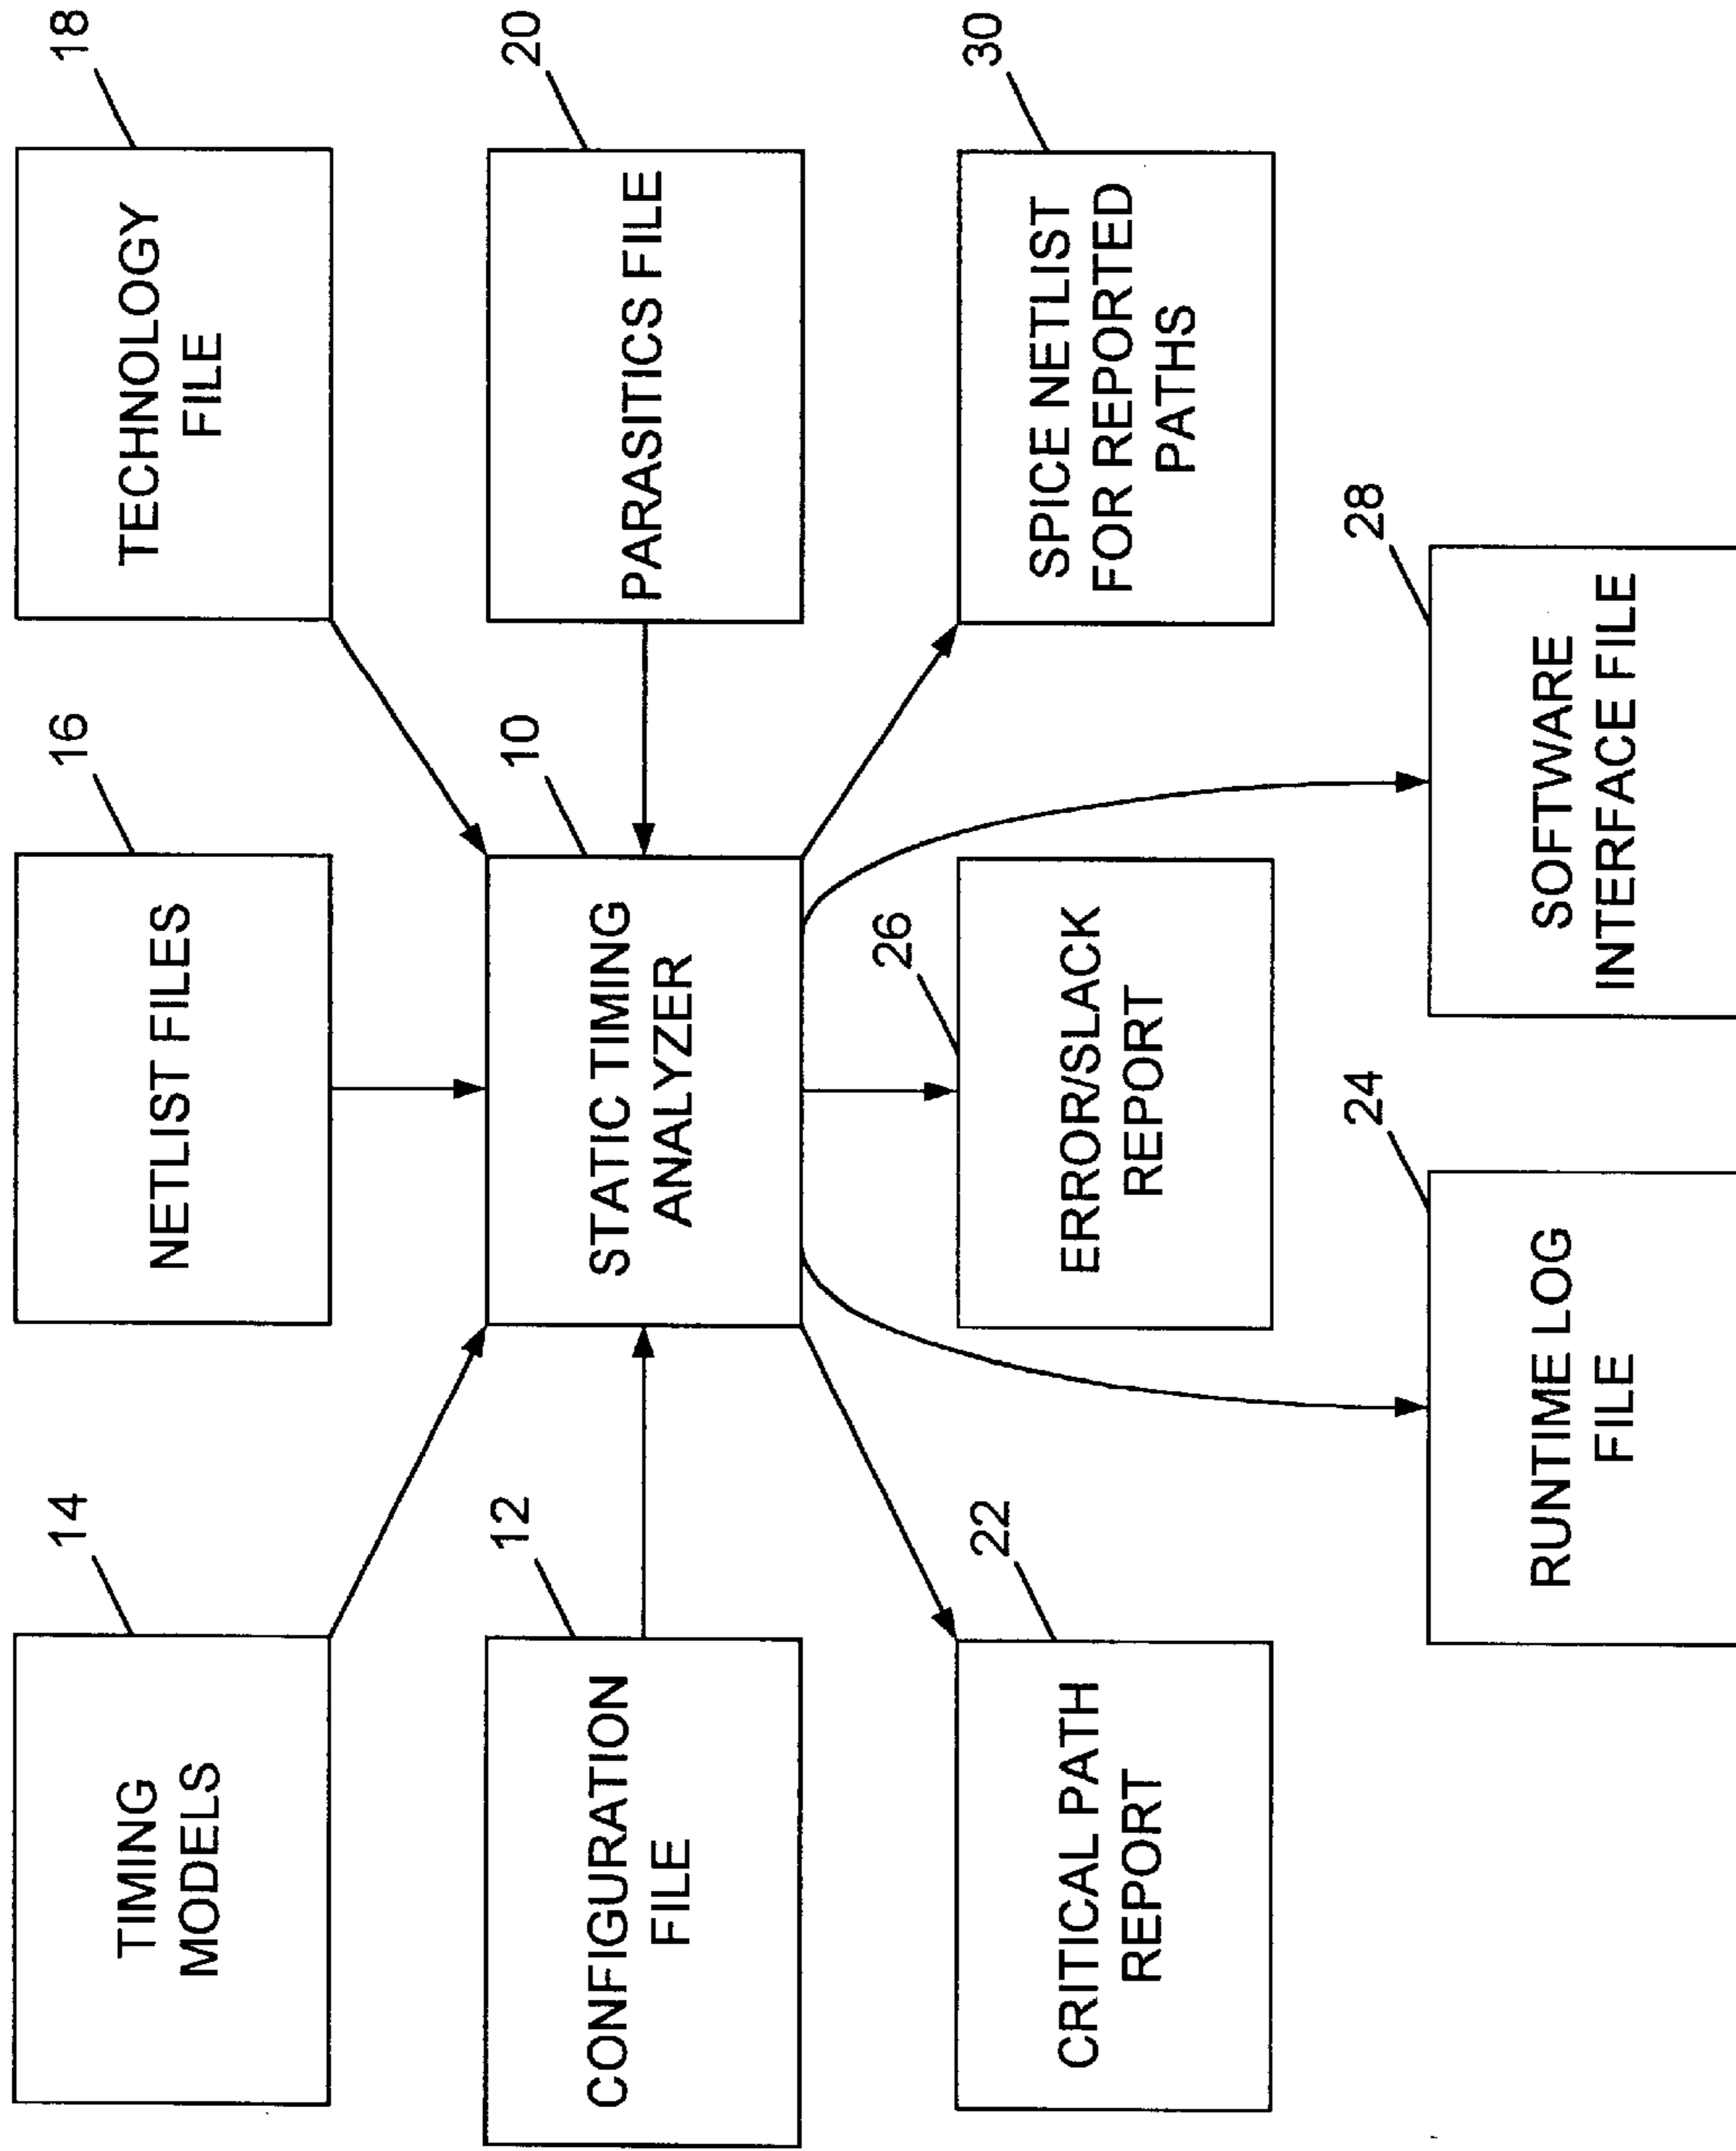 14
TIMING
MODELS
16
NETLIST FILES
18
TECHNOLOGY
FILE
12
CONFIGURATION
FILE
10
STATIC TIMING
ANALYZER
20
PARASITICS FILE
22
CRITICAL PATH
REPORT
26
ERROR/SLACK
REPORT
30
SPICE NETLIST
FOR REPORTED
PATHS
24
RUNTIME LOG
FILE
28
SOFTWARE
INTERFACE FILE